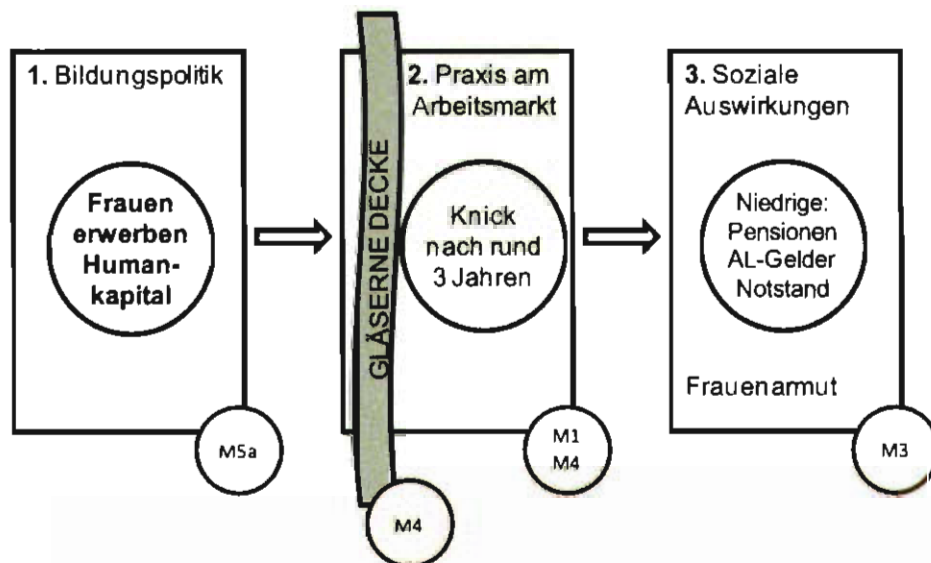 1. Bildungspolitik
Frauen
erwerben
Human-
kapital
M5a
GLÄSERNE DECKE
M4
2. Praxis am
Arbeitsmarkt
Knick
nach rund
3 Jahren
M1
M4
3. Soziale
Auswirkungen
Niedrige:
Pensionen
AL-Gelder
Notstand
Frauenarmut
M3